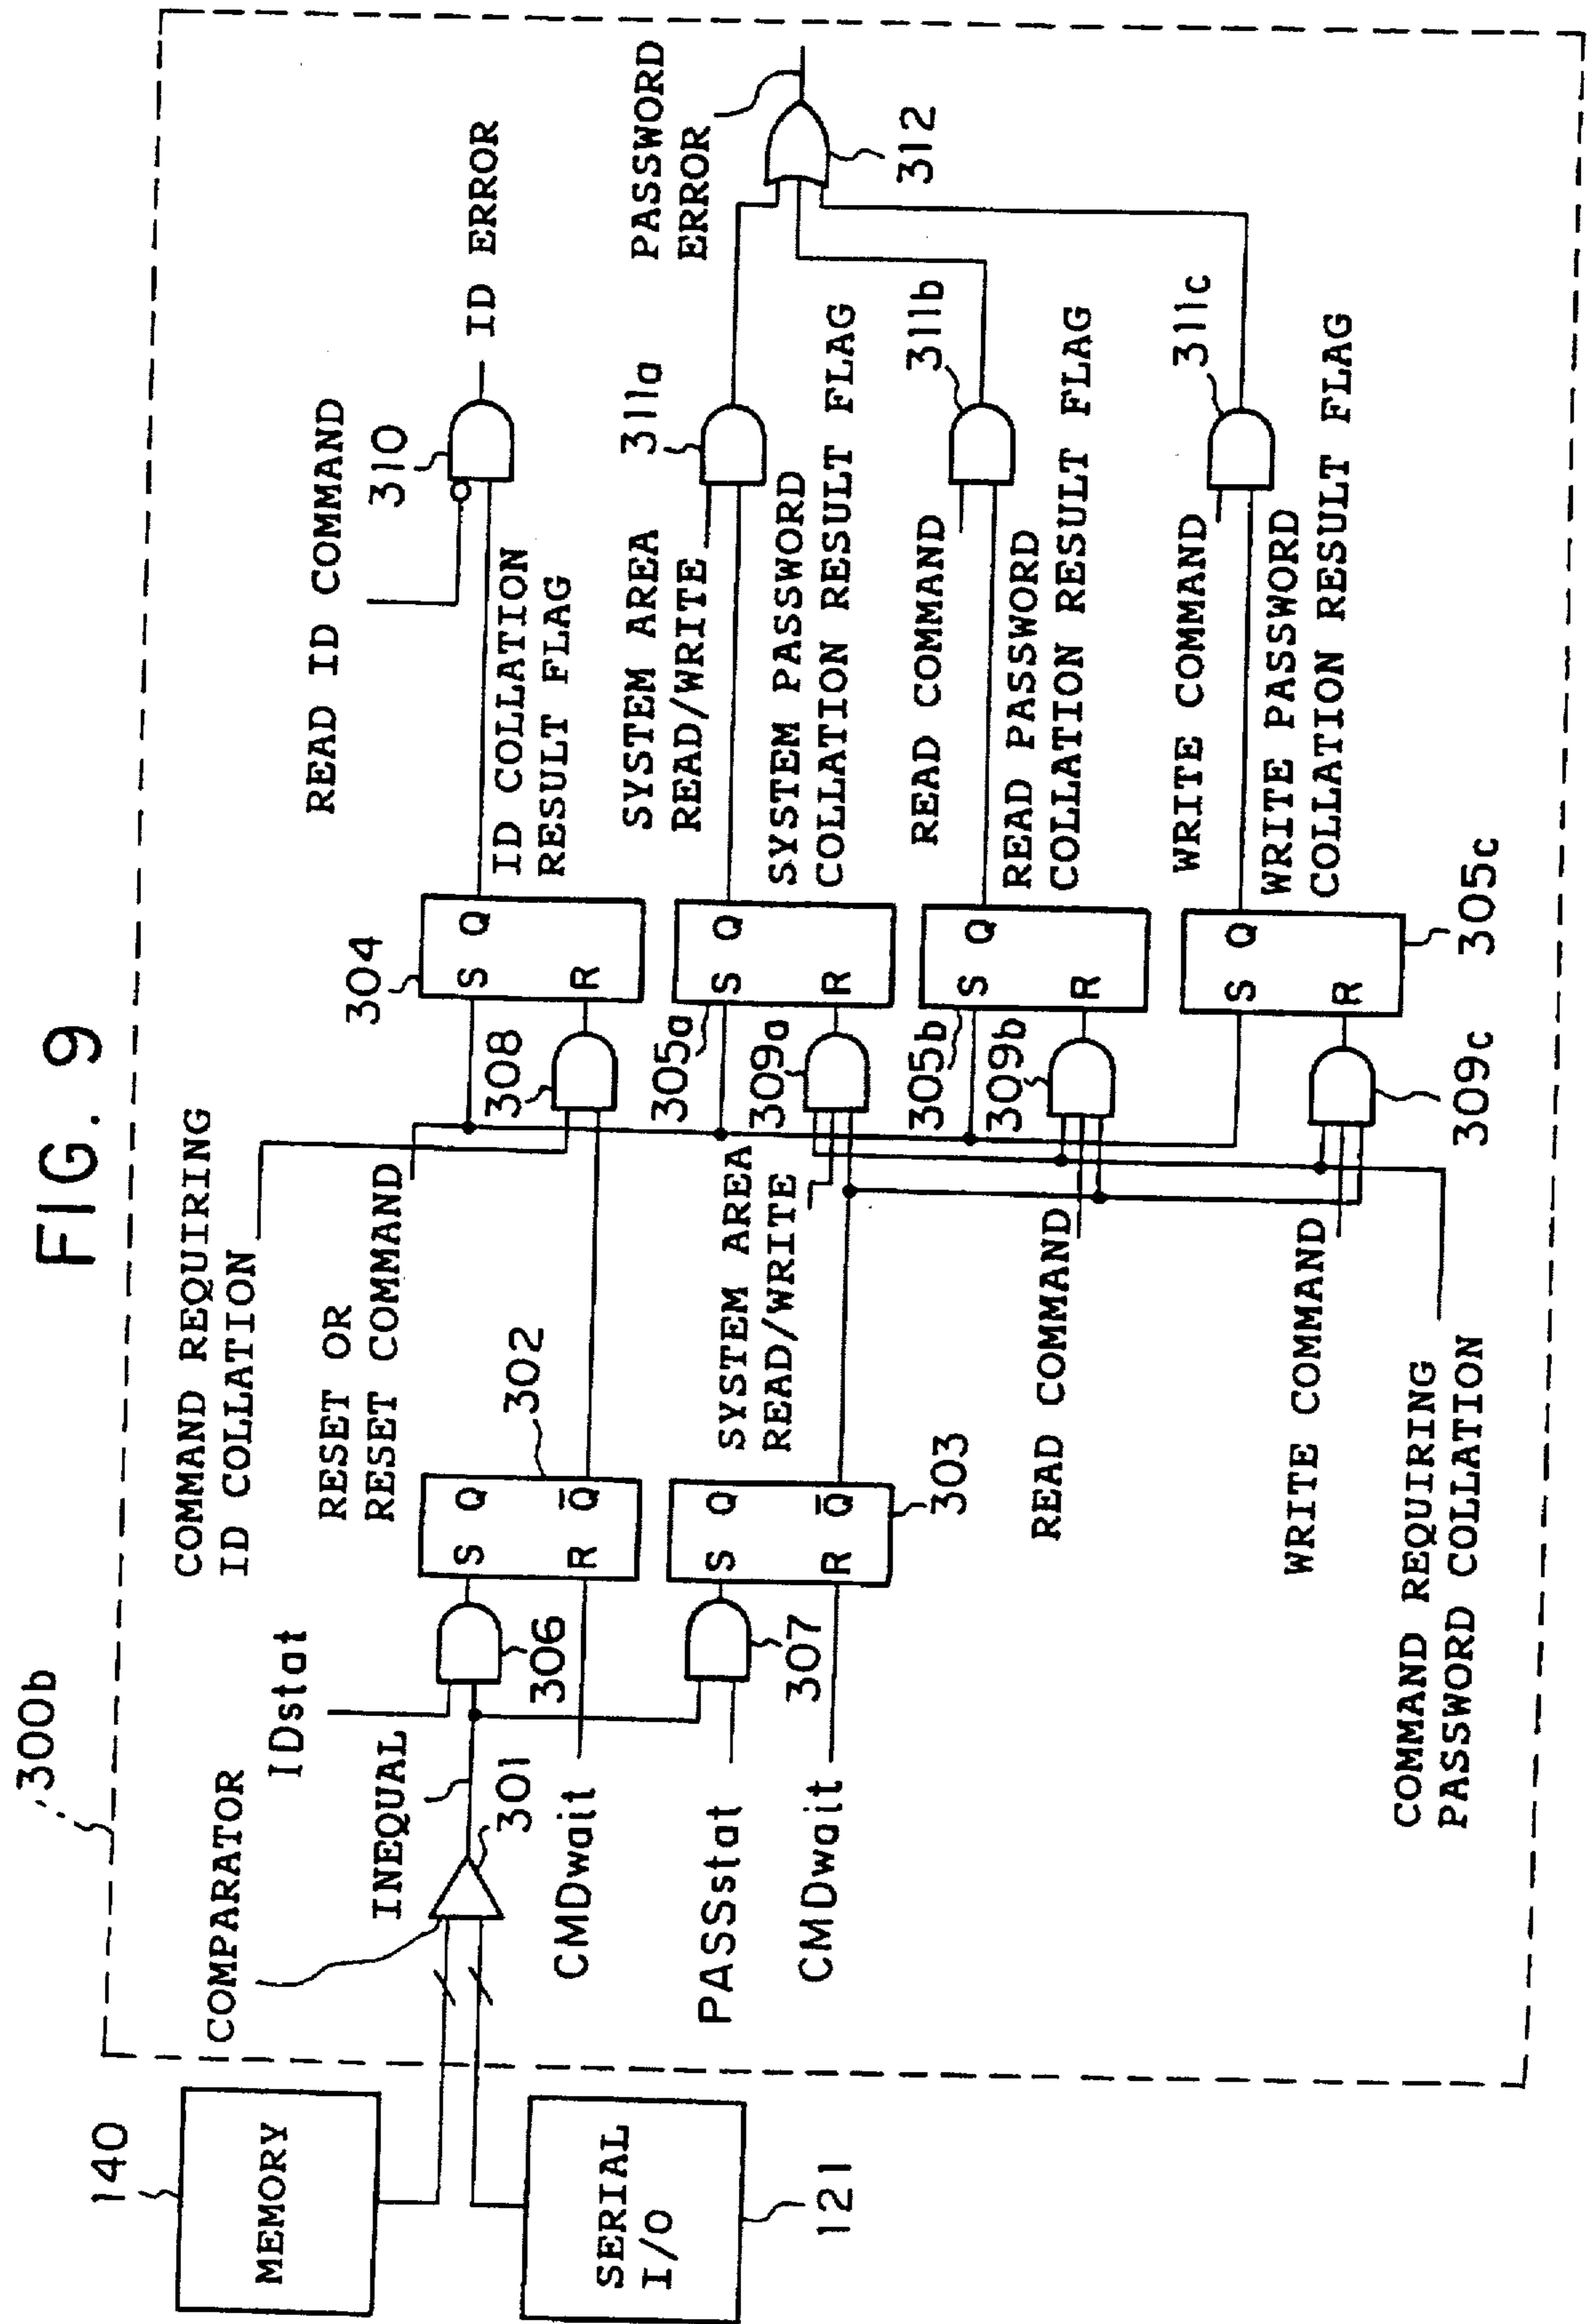 FIG. 9
300b
140
MEMORY
SERIAL
I/O
121
COMPARATOR
INEQUAL
301
IDstat
306
CMDwait
PASSstat
307
CMDwait
COMMAND REQUIRING
ID COLLATION
RESET OR
RESET COMMAND
302
S Q
R Q̄
SYSTEM AREA
READ/WRITE
303
S Q
R Q̄
READ COMMAND
WRITE COMMAND
COMMAND REQUIRING
PASSWORD COLLATION
304
308
S Q
R
305a
309a
S Q
R
305b
309b
S Q
R
305c
309c
S Q
R
READ ID COMMAND
310
ID ERROR
ID COLLATION
RESULT FLAG
SYSTEM AREA
READ/WRITE
311a
SYSTEM PASSWORD
COLLATION RESULT FLAG
READ COMMAND
311b
READ PASSWORD
COLLATION RESULT FLAG
WRITE COMMAND
311c
WRITE PASSWORD
COLLATION RESULT FLAG
PASSWORD
ERROR
312